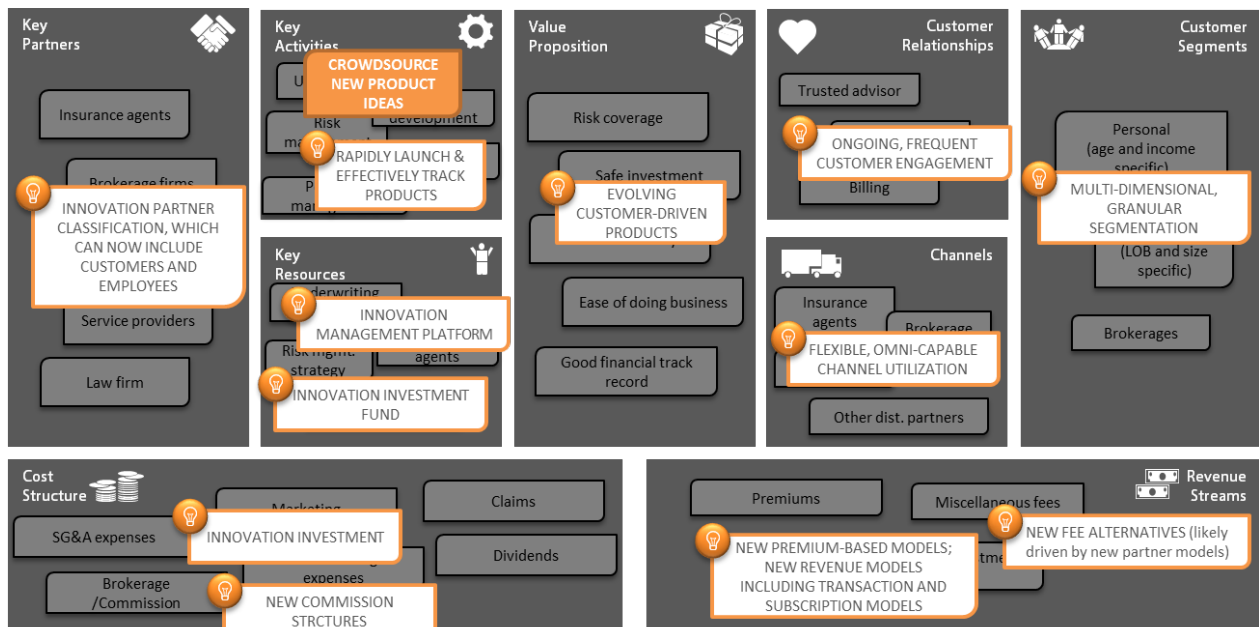 Key
Partners
Insurance agents
Brokerage firms
INNOVATION PARTNER
CLASSIFICATION, WHICH
CAN NOW INCLUDE
CUSTOMERS AND
EMPLOYEES
Service providers
Law firm
Key
Activities
CROWDSOURCE
NEW PRODUCT
IDEAS
development
Risk
RAPIDLY LAUNCH &
EFFECTIVELY TRACK
PRODUCTS
Key
Resources
INNOVATION
MANAGEMENT PLATFORM
Risk mgmt.
strategy
agents
INNOVATION INVESTMENT
FUND
Value
Proposition
Risk coverage
Safe investment
EVOLVING
CUSTOMER-DRIVEN
PRODUCTS
Ease of doing business
Good financial track
record
Customer
Relationships
Trusted advisor
ONGOING, FREQUENT
CUSTOMER ENGAGEMENT
Billing
Channels
Insurance
agents
Brokerage
FLEXIBLE, OMNI-CAPABLE
CHANNEL UTILIZATION
Other dist. partners
Customer
Segments
Personal
(age and income
specific)
MULTI-DIMENSIONAL,
GRANULAR
SEGMENTATION
(LOB and size
specific)
Brokerages
Cost
Structure
Marketing
Claims
SG&A expenses
INNOVATION INVESTMENT
Dividends
expenses
Brokerage
/Commission
NEW COMMISSION
STRCTURES
Revenue
Streams
Premiums
Miscellaneous fees
NEW FEE ALTERNATIVES (likely
driven by new partner models)
NEW PREMIUM-BASED MODELS;
NEW REVENUE MODELS
INCLUDING TRANSACTION AND
SUBSCRIPTION MODELS